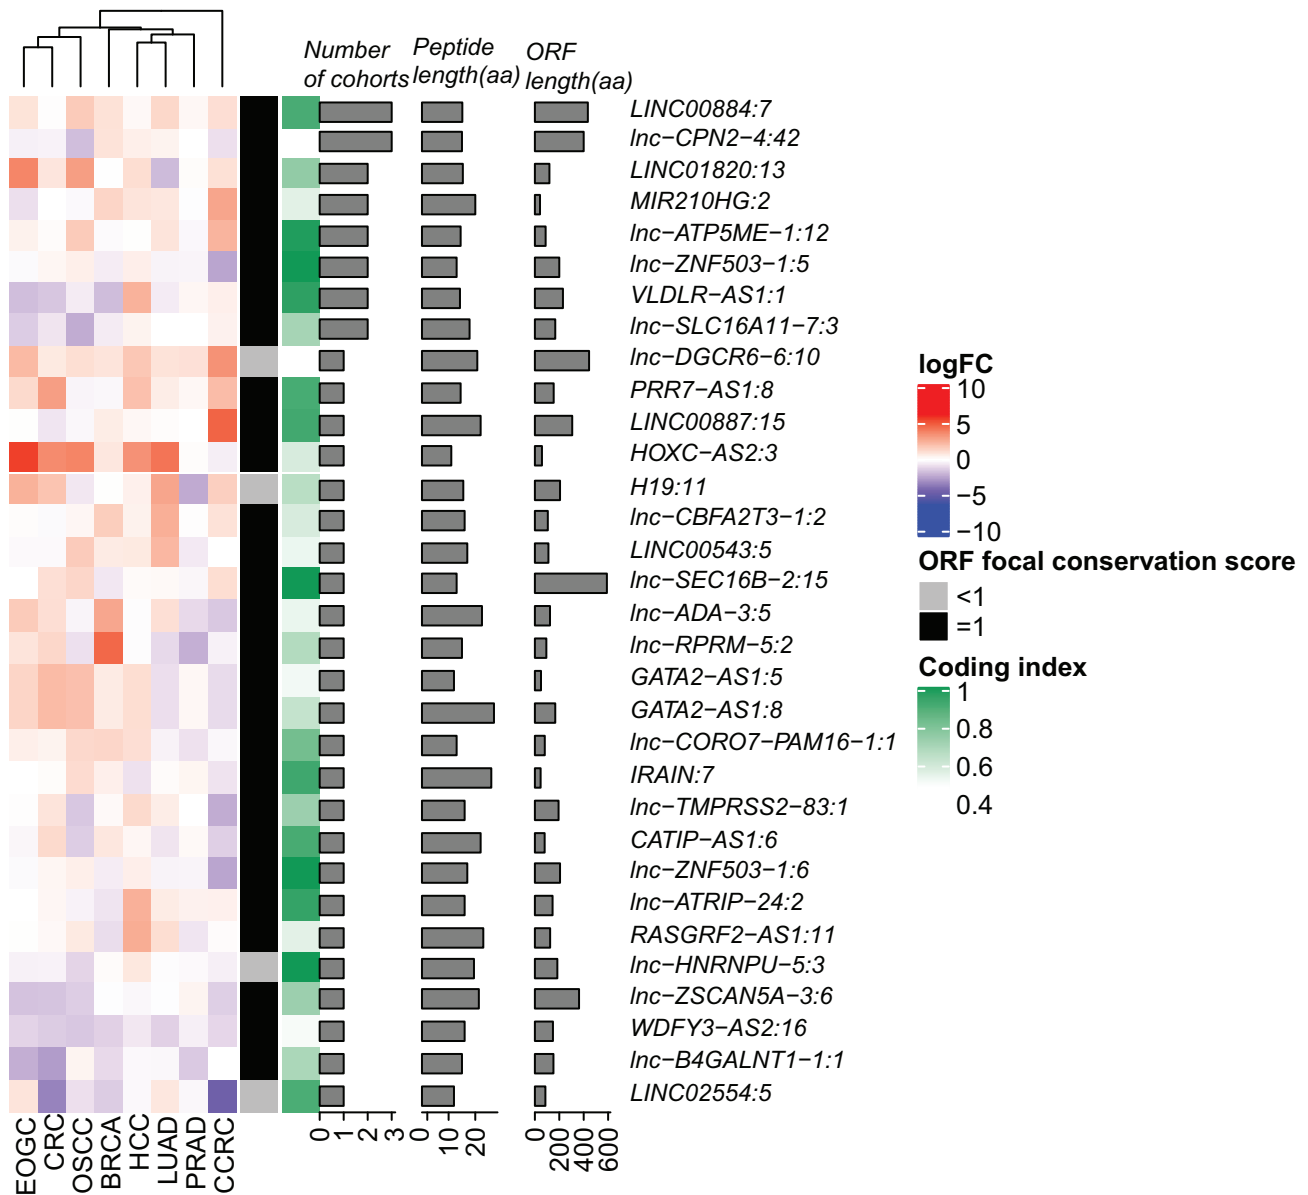 Number
of cohorts
Peptide
length(aa)
ORF
length(aa)
LINC00884:7
lnc−CPN2−4:42
LINC01820:13
MIR210HG:2
lnc−ATP5ME−1:12
lnc−ZNF503−1:5
VLDLR−AS1:1
lnc−SLC16A11−7:3
lnc−DGCR6−6:10
PRR7−AS1:8
LINC00887:15
HOXC−AS2:3
H19:11
lnc−CBFA2T3−1:2
LINC00543:5
lnc−SEC16B−2:15
lnc−ADA−3:5
lnc−RPRM−5:2
GATA2−AS1:5
GATA2−AS1:8
lnc−CORO7−PAM16−1:1
IRAIN:7
lnc−TMPRSS2−83:1
CATIP−AS1:6
lnc−ZNF503−1:6
lnc−ATRIP−24:2
RASGRF2−AS1:11
lnc−HNRNPU−5:3
lnc−ZSCAN5A−3:6
WDFY3−AS2:16
lnc−B4GALNT1−1:1
LINC02554:5
logFC
10
5
0
−5
−10
ORF focal conservation score
<1
=1
Coding index
1
0.8
0.6
0.4
EOGC
CRC
OSCC
BRCA
HCC
LUAD
PRAD
CCRC
0
1
2
3
0
10
20
0
200
400
600